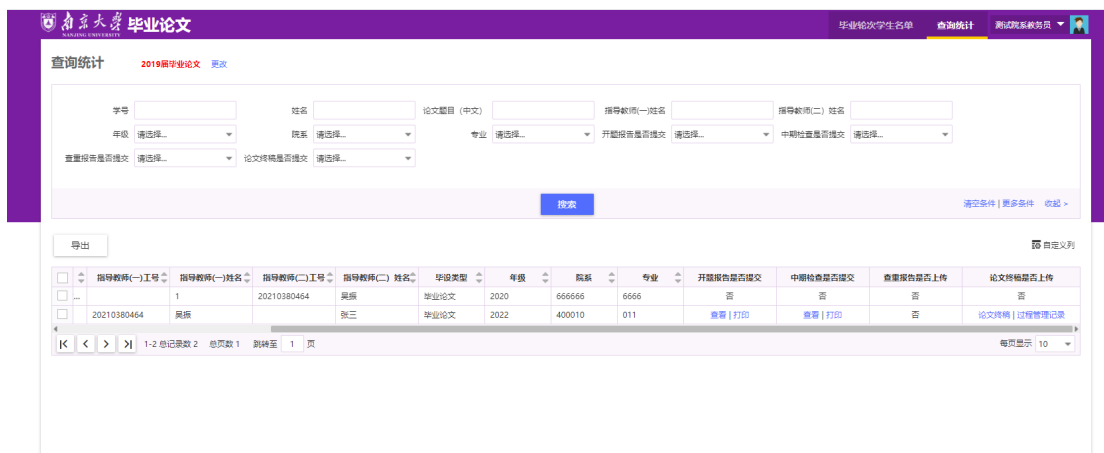 南京大学 毕业论文 毕业轮次学生名单 查询统计 测试院系教务员
NANJING UNIVERSITY
查询统计 2019届毕业论文 更改
学号 姓名 论文题目（中文） 指导教师(一)姓名 指导教师(二) 姓名
年级 请选择... 院系 请选择... 专业 请选择... 开题报告是否提交 请选择... 中期检查是否提交 请选择...
查重报告是否提交 请选择... 论文终稿是否提交 请选择...
搜索 清空条件 | 更多条件 收起 >
导出 自定义列
指导教师(一)工号 指导教师(一)姓名 指导教师(二)工号 指导教师(二) 姓名 毕设类型 年级 院系 专业 开题报告是否提交 中期检查是否提交 查重报告是否上传 论文终稿是否上传
... 1 20210380464 吴振 毕业论文 2020 666666 6666 否 否 否 否
20210380464 吴振 张三 毕业论文 2022 400010 011 查看 | 打印 查看 | 打印 否 论文终稿 | 过程管理记录
1-2 总记录数 2 总页数 1 跳转至 1 页 每页显示 10